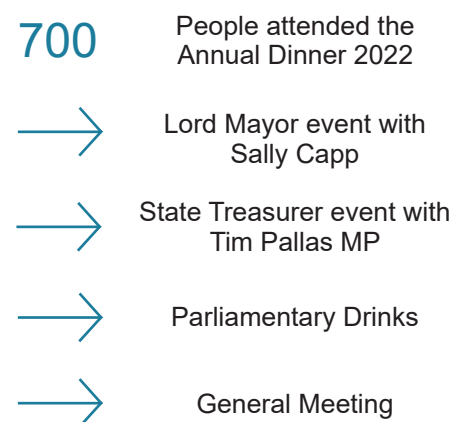 700
People attended the
Annual Dinner 2022
Lord Mayor event with
Sally Capp
State Treasurer event with
Tim Pallas MP
Parliamentary Drinks
General Meeting